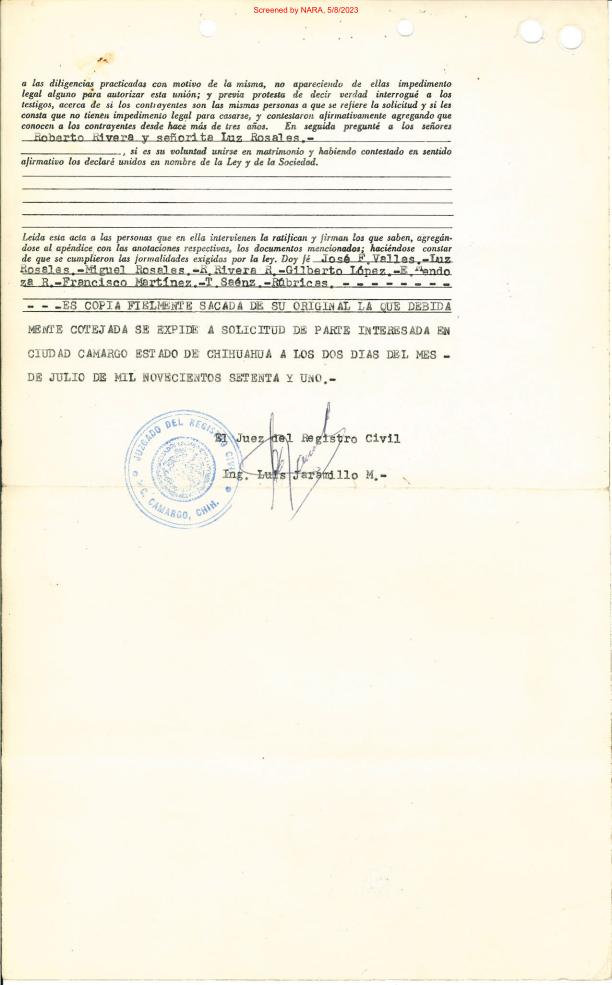 Screened by NARA, 5/8/2023
a las diligencias practicadas con motivo de la misma, no apareciendo de ellas impedimento
legal alguno para autorizar esta unión; y previa protesta de decir verdad interrogué a los
testigos, acerca de si los contrayentes son las mismas personas a que se refiere la solicitud y si les
consta que no tienen impedimento legal para casarse, y contestaron afirmativamente agregando que
conocen a los contrayentes desde hace más de tres años. En seguida pregunté a los señores
Roberto Rivera y señorita Luz Rosales.-
, si es su voluntad unirse en matrimonio y habiendo contestado en sentido
afirmativo los declaré unidos en nombre de la Ley y de la Sociedad.
Leida esta acta a las personas que en ella intervienen la ratifican y firman los que saben, agregán-
dose al apéndice con las anotaciones respectivas, los documentos mencionados; haciéndose constar
de que se cumplieron las formalidades exigidas por la ley. Doy fé José F. Valles.-Luz
Rosales.-Miguel Rosales.-R. Rivera R.-Gilberto López.-E. Mendo
za R.-Francisco Martínez.-T. Saénz.-Rúbricas. - - - - - - - -
- - -ES COPIA FIELMENTE SACADA DE SU ORIGINAL LA QUE DEBIDA
MENTE COTEJADA SE EXPIDE A SOLICITUD DE PARTE INTERESADA EN
CIUDAD CAMARGO ESTADO DE CHIHUAHUA A LOS DOS DIAS DEL MES -
DE JULIO DE MIL NOVECIENTOS SETENTA Y UNO.-
El Juez del Registro Civil
Ing. Luis Jaramillo M.-
JUZGADO DEL REGISTRO CIVIL
C. CAMARGO, CHIH.